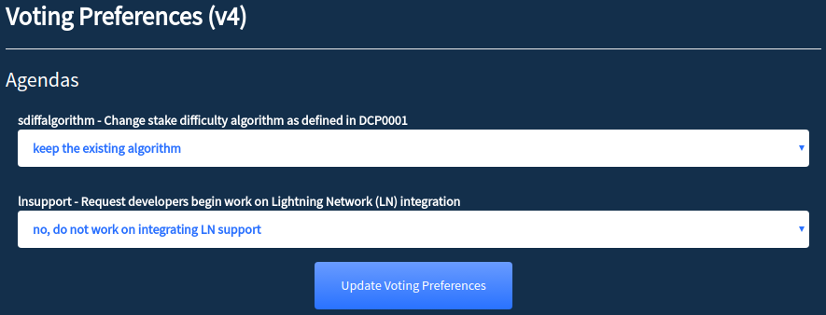 Voting Preferences (v4)
Agendas
sdiffalgorithm - Change stake difficulty algorithm as defined in DCP0001
keep the existing algorithm
lnsupport - Request developers begin work on Lightning Network (LN) integration
no, do not work on integrating LN support
Update Voting Preferences